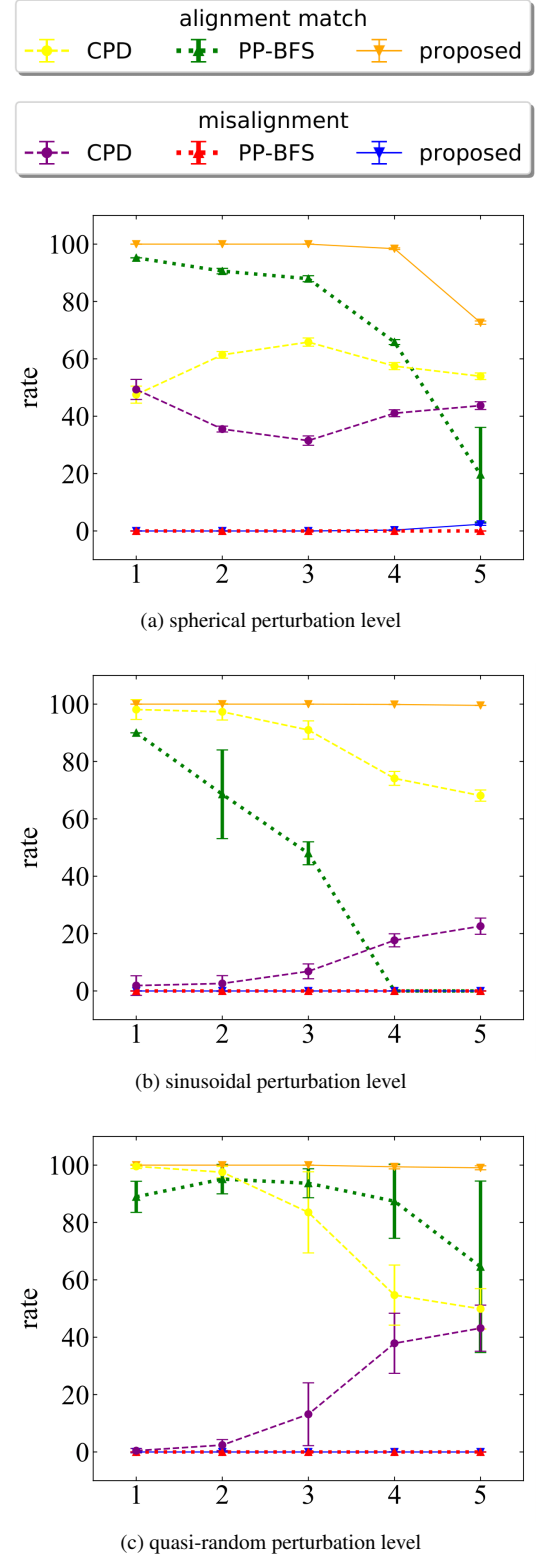 alignment match
CPD PP-BFS proposed
misalignment
CPD PP-BFS proposed
100
80
60
40
20
0
rate
1 2 3 4 5
(a) spherical perturbation level
100
80
60
40
20
0
rate
1 2 3 4 5
(b) sinusoidal perturbation level
100
80
60
40
20
0
rate
1 2 3 4 5
(c) quasi-random perturbation level